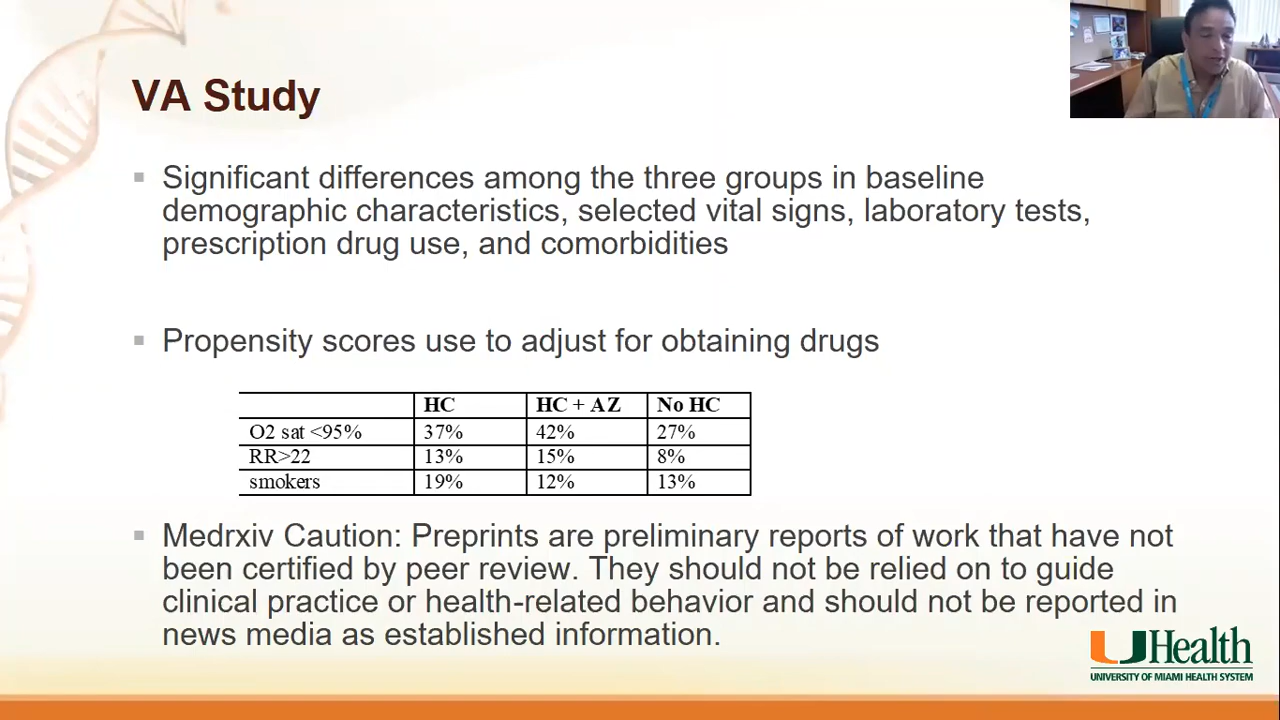 VA Study
Significant differences among the three groups in baseline
demographic characteristics, selected vital signs, laboratory tests,
prescription drug use, and comorbidities
Propensity scores use to adjust for obtaining drugs
HC HC + AZ No HC
O2 sat <95% 37% 42% 27%
RR>22 13% 15% 8%
smokers 19% 12% 13%
Medrxiv Caution: Preprints are preliminary reports of work that have not
been certified by peer review. They should not be relied on to guide
clinical practice or health-related behavior and should not be reported in
news media as established information.
UHealth
UNIVERSITY OF MIAMI HEALTH SYSTEM